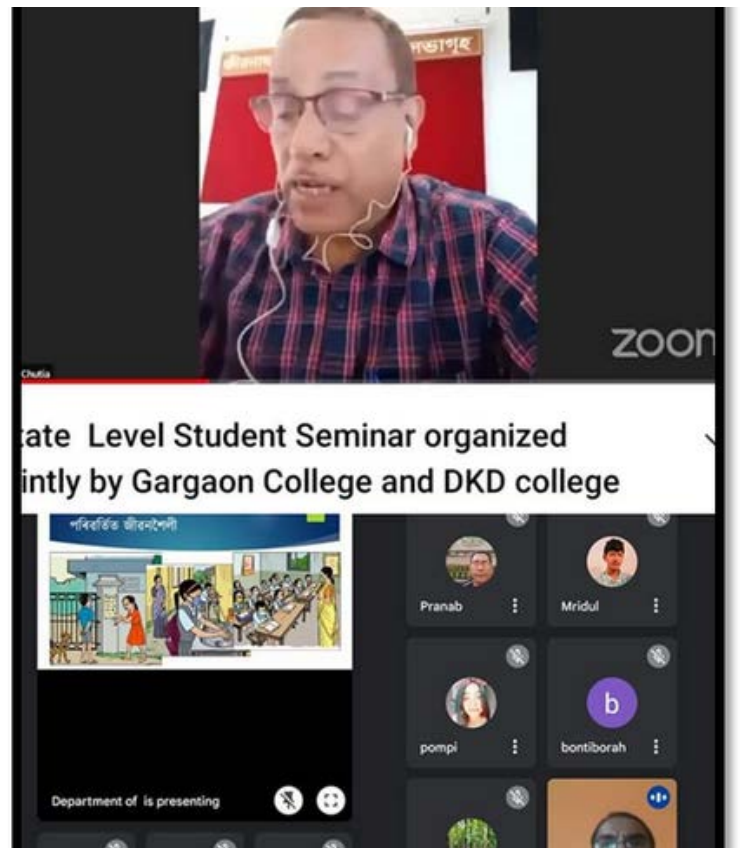 সভাগৃহ
zoom
Chutia
tate Level Student Seminar organized
intly by Gargaon College and DKD college
পৰিবৰ্তিত জীৱনশৈলী
Pranab
Mridul
pompi
b
bontiborah
Department of is presenting